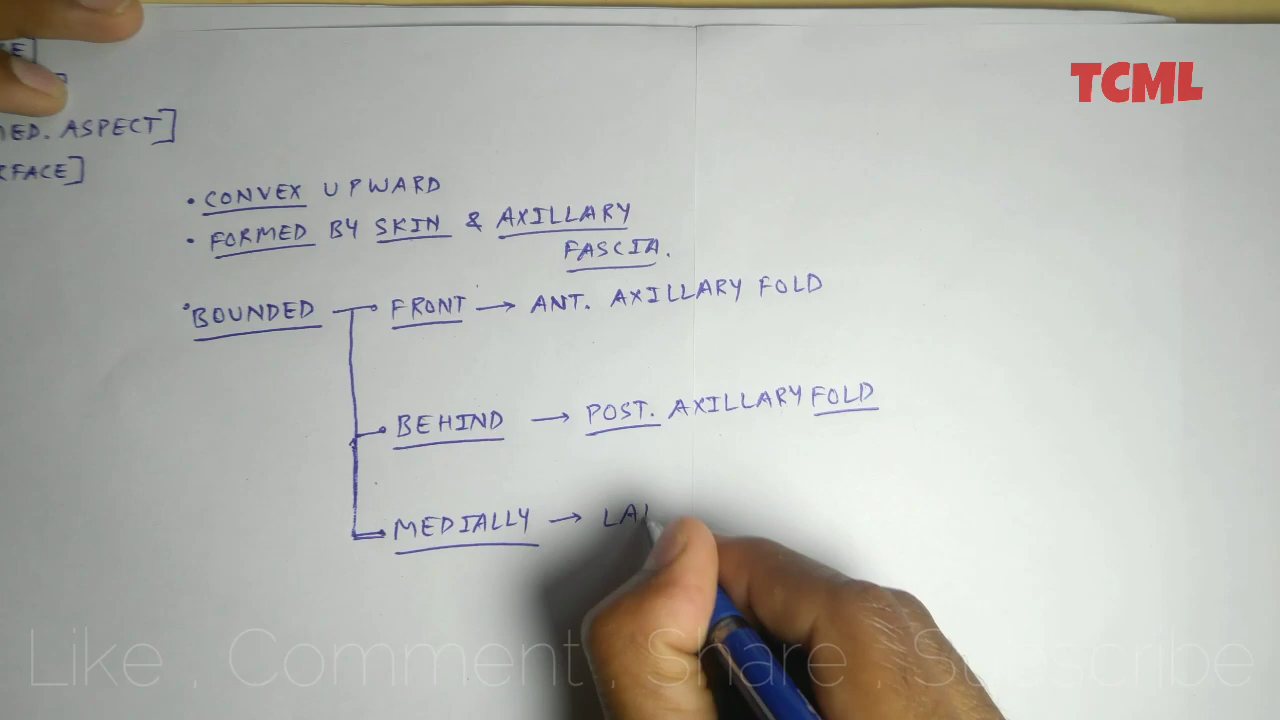 TCML
MED. ASPECT]
• CONVEX UPWARD
• FORMED BY SKIN & AXILLARY
FASCIA.
• BOUNDED FRONT → ANT. AXILLARY FOLD
BEHIND → POST. AXILLARY FOLD
MEDIALLY → LA
Like , Comment , Share , Subscribe